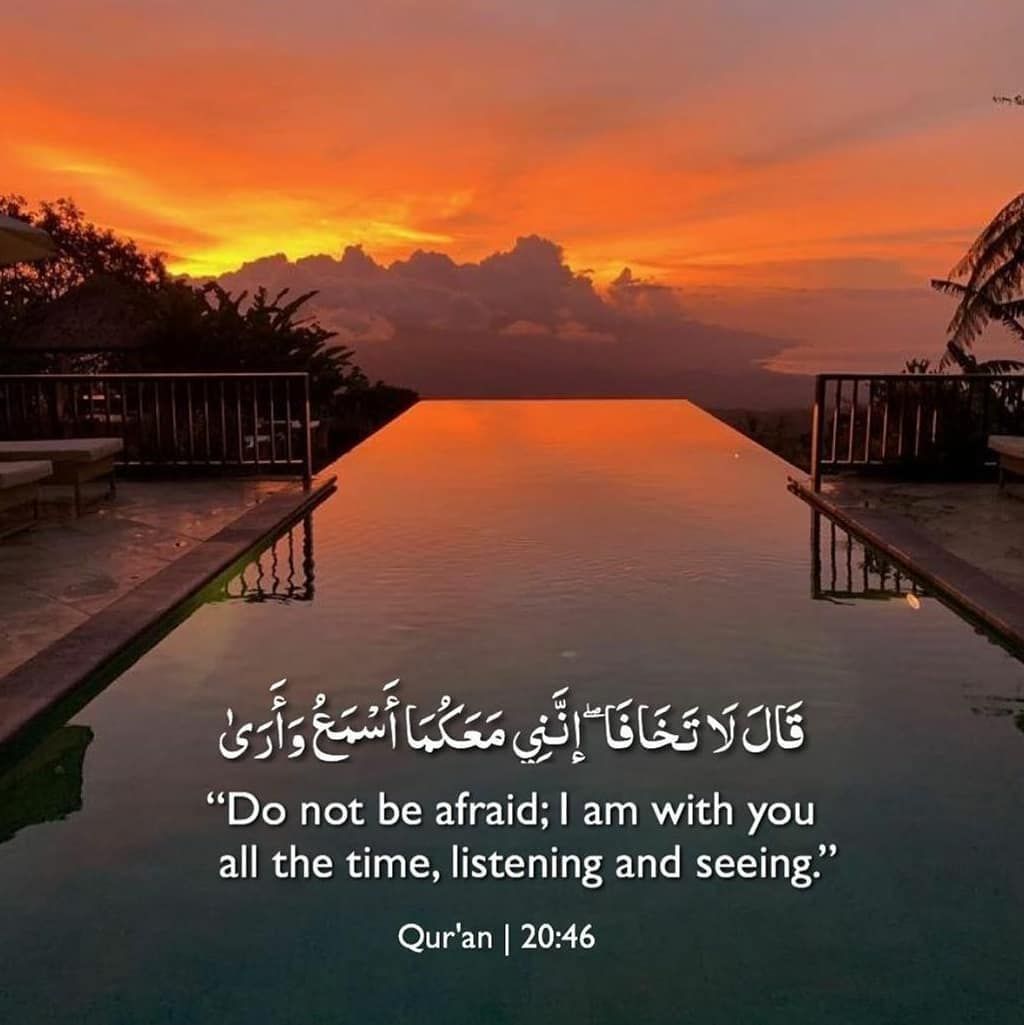 قَالَ لَا تَخَافَا ۖ إِنَّنِي مَعَكُمَا أَسْمَعُ وَأَرَىٰ
“Do not be afraid; I am with you
all the time, listening and seeing.”
Qur'an | 20:46